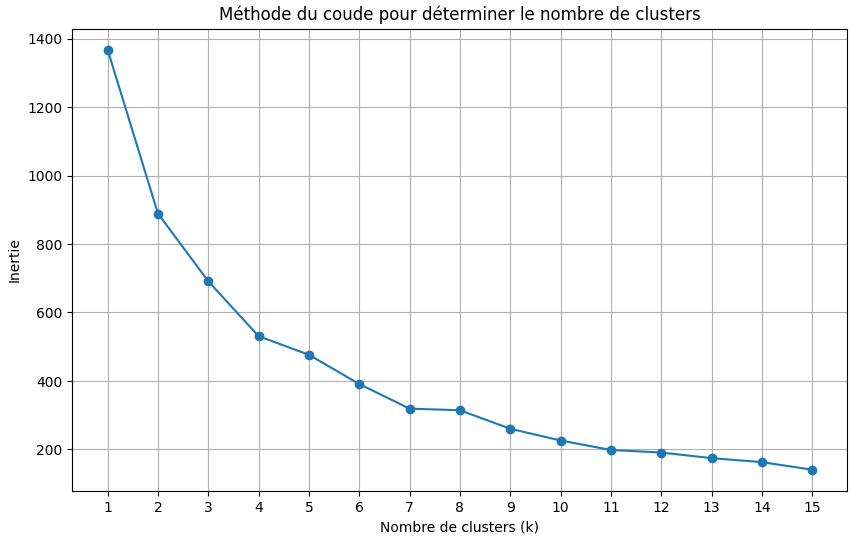 Méthode du coude pour déterminer le nombre de clusters
1400
1200
1000
800
600
400
200
Inertie
1 2 3 4 5 6 7 8 9 10 11 12 13 14 15
Nombre de clusters (k)